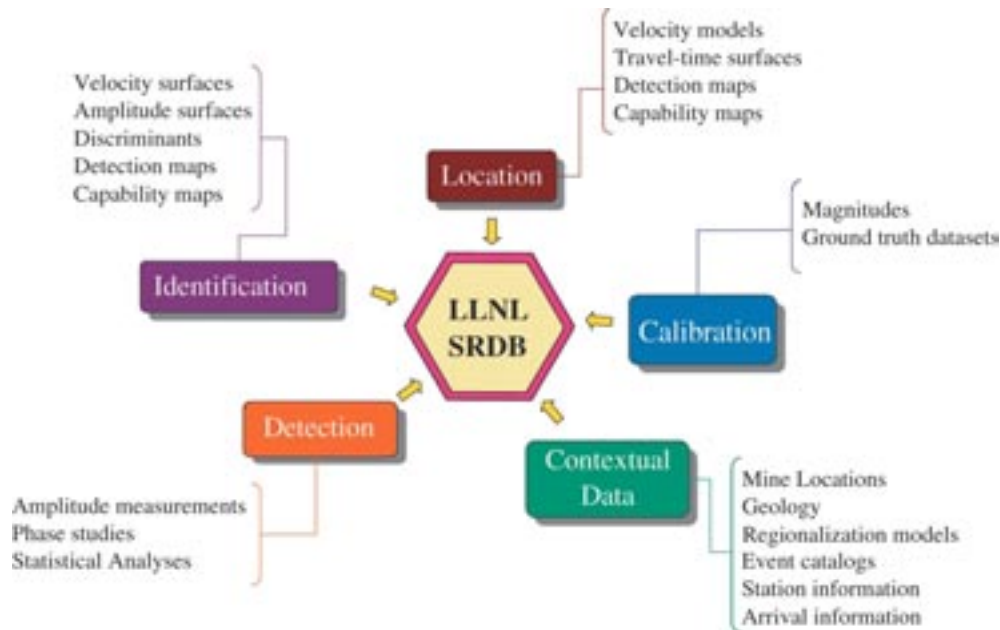 Velocity models
Travel-time surfaces
Detection maps
Capability maps
Location
Velocity surfaces
Amplitude surfaces
Discriminants
Detection maps
Capability maps
Identification
Magnitudes
Ground truth datasets
Calibration
LLNL
SRDB
Detection
Amplitude measurements
Phase studies
Statistical Analyses
Contextual
Data
Mine Locations
Geology
Regionalization models
Event catalogs
Station information
Arrival information